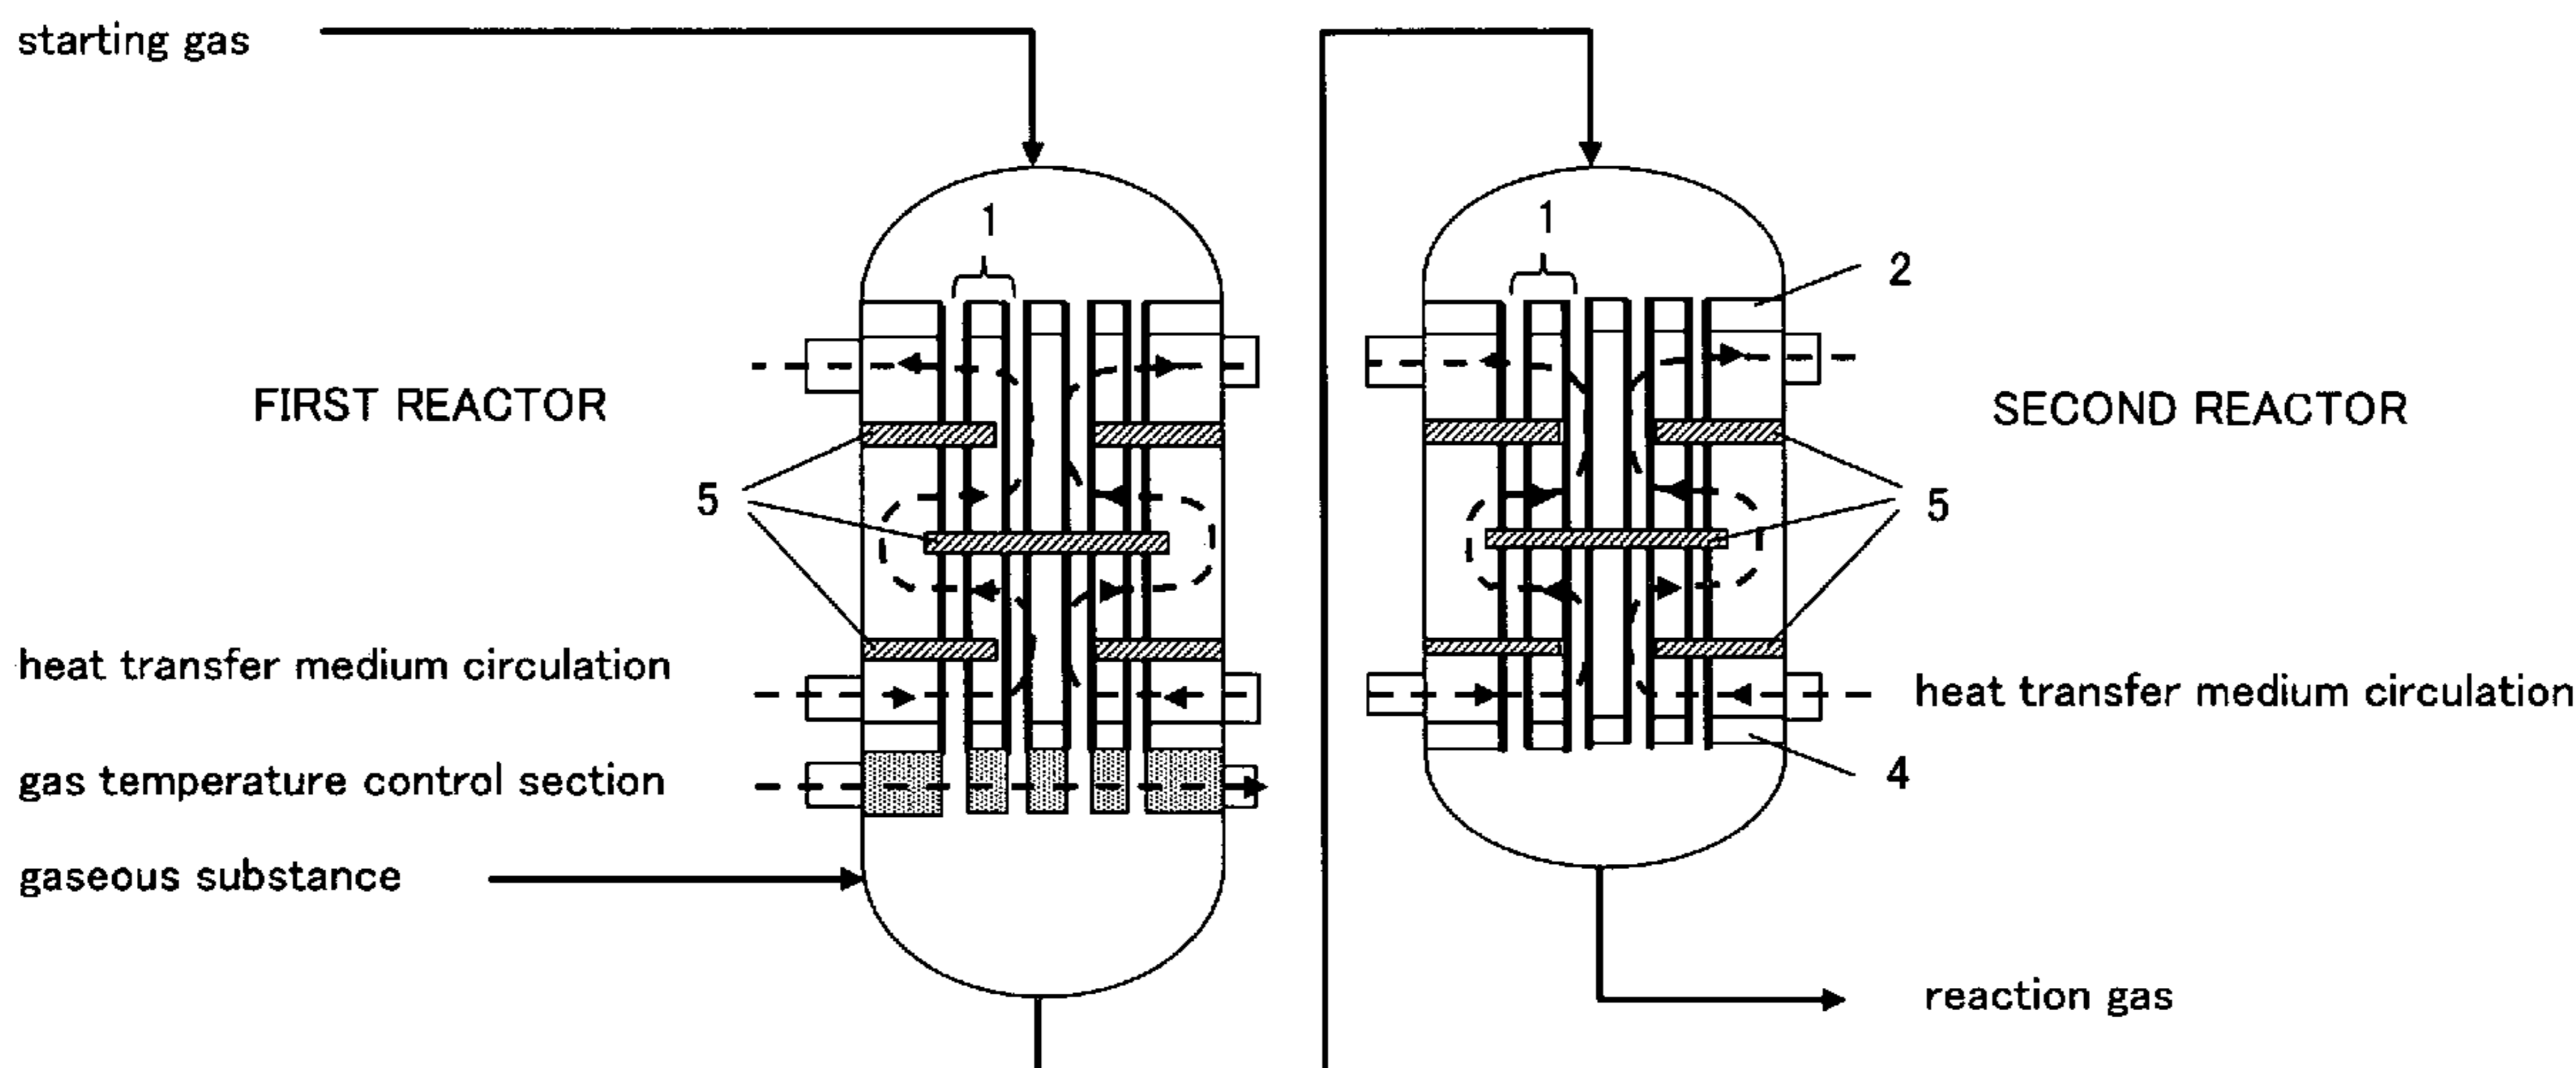 starting gas
1
1
2
FIRST REACTOR
SECOND REACTOR
5
5
heat transfer medium circulation
heat transfer medium circulation
gas temperature control section
4
gaseous substance
reaction gas